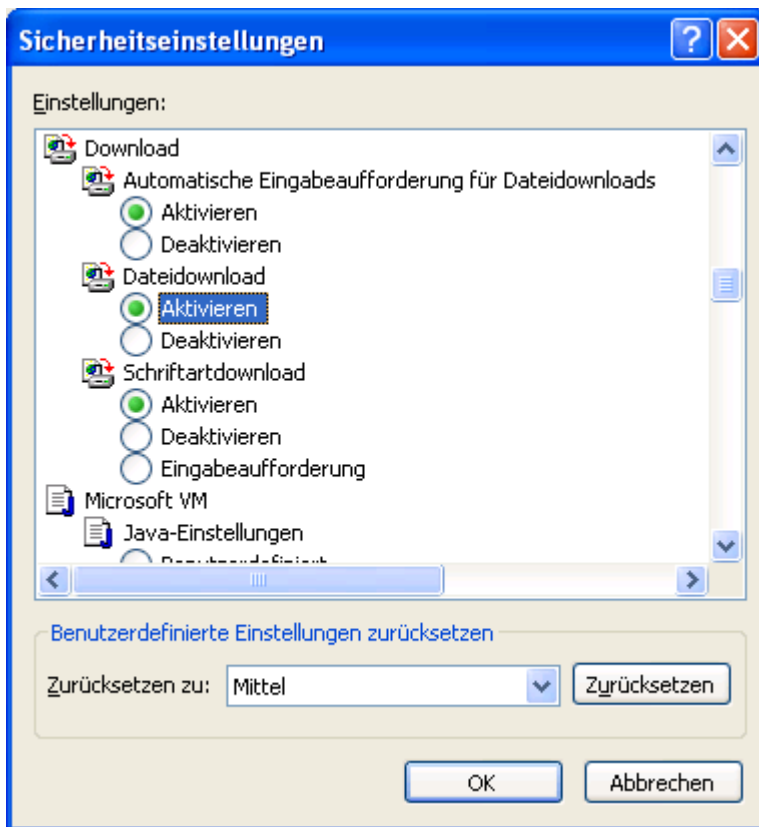 Sicherheitseinstellungen
Einstellungen:
Download
Automatische Eingabeaufforderung für Dateidownloads
Aktivieren
Deaktivieren
Dateidownload
Aktivieren
Deaktivieren
Schriftartdownload
Aktivieren
Deaktivieren
Eingabeaufforderung
Microsoft VM
Java-Einstellungen
Benutzerdefiniert
Benutzerdefinierte Einstellungen zurücksetzen
Zurücksetzen zu: Mittel Zurücksetzen
OK Abbrechen